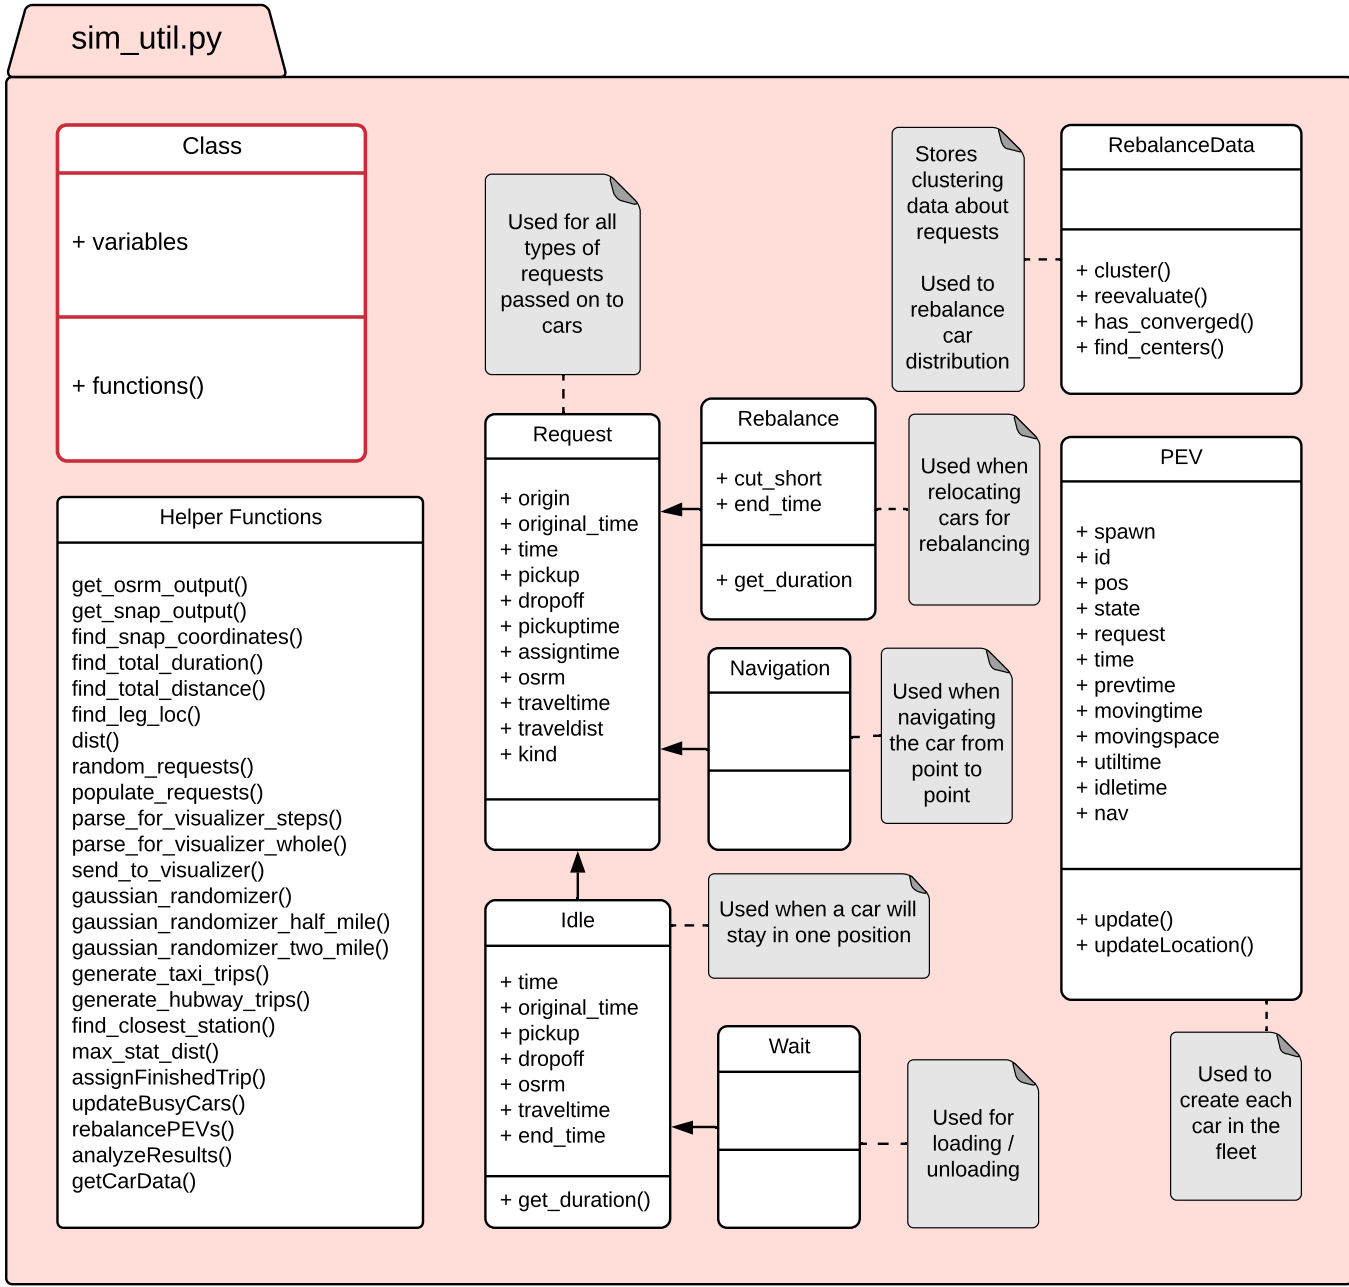 sim_util.py
Class
+ variables
+ functions()
Helper Functions
get_osrm_output()
get_snap_output()
find_snap_coordinates()
find_total_duration()
find_total_distance()
find_leg_loc()
dist()
random_requests()
populate_requests()
parse_for_visualizer_steps()
parse_for_visualizer_whole()
send_to_visualizer()
gaussian_randomizer()
gaussian_randomizer_half_mile()
gaussian_randomizer_two_mile()
generate_taxi_trips()
generate_hubway_trips()
find_closest_station()
max_stat_dist()
assignFinishedTrip()
updateBusyCars()
rebalancePEVs()
analyzeResults()
getCarData()
Used for all
types of
requests
passed on to
cars
Request
+ origin
+ original_time
+ time
+ pickup
+ dropoff
+ pickuptime
+ assigntime
+ osrm
+ traveltime
+ traveldist
+ kind
Idle
+ time
+ original_time
+ pickup
+ dropoff
+ osrm
+ traveltime
+ end_time
+ get_duration()
Rebalance
+ cut_short
+ end_time
+ get_duration
Used when
relocating
cars for
rebalancing
Navigation
Used when
navigating
the car from
point to
point
Used when a car will
stay in one position
Wait
Used for
loading /
unloading
Stores
clustering
data about
requests
Used to
rebalance
car
distribution
RebalanceData
+ cluster()
+ reevaluate()
+ has_converged()
+ find_centers()
PEV
+ spawn
+ id
+ pos
+ state
+ request
+ time
+ prevtime
+ movingtime
+ movingspace
+ utiltime
+ idletime
+ nav
+ update()
+ updateLocation()
Used to
create each
car in the
fleet